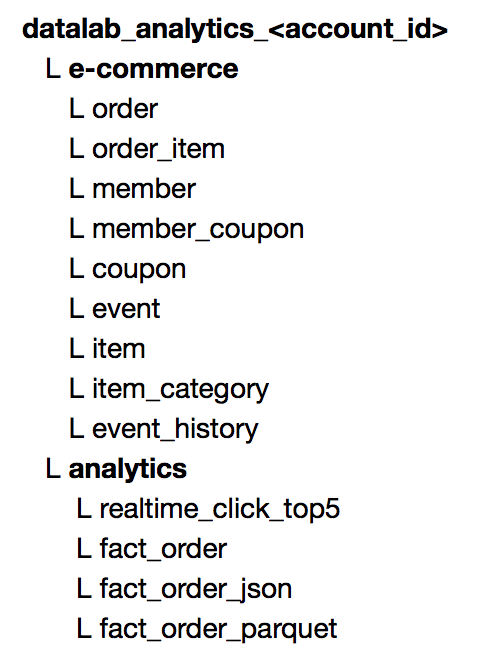 datalab_analytics_<account_id>
L e-commerce
L order
L order_item
L member
L member_coupon
L coupon
L event
L item
L item_category
L event_history
L analytics
L realtime_click_top5
L fact_order
L fact_order_json
L fact_order_parquet